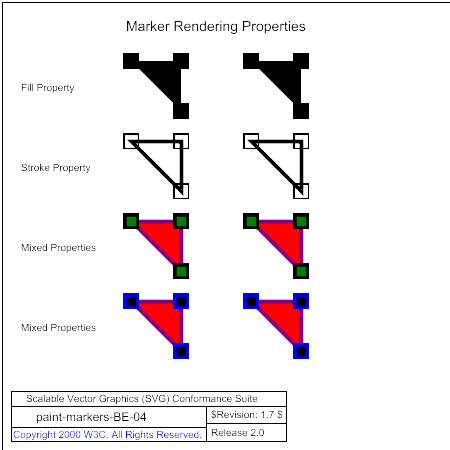 Marker Rendering Properties
Fill Property
Stroke Property
Mixed Properties
Mixed Properties
Scalable Vector Graphics (SVG) Conformance Suite
paint-markers-BE-04
$Revision: 1.7 $
Copyright 2000 W3C. All Rights Reserved.
Release 2.0